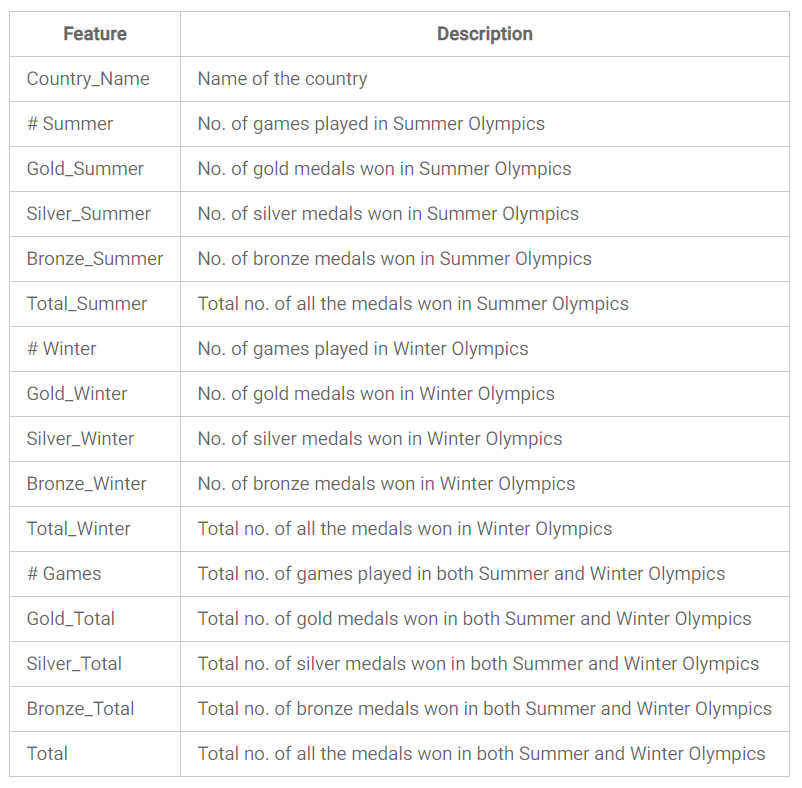 Feature Description
Country_Name Name of the country
# Summer No. of games played in Summer Olympics
Gold_Summer No. of gold medals won in Summer Olympics
Silver_Summer No. of silver medals won in Summer Olympics
Bronze_Summer No. of bronze medals won in Summer Olympics
Total_Summer Total no. of all the medals won in Summer Olympics
# Winter No. of games played in Winter Olympics
Gold_Winter No. of gold medals won in Winter Olympics
Silver_Winter No. of silver medals won in Winter Olympics
Bronze_Winter No. of bronze medals won in Winter Olympics
Total_Winter Total no. of all the medals won in Winter Olympics
# Games Total no. of games played in both Summer and Winter Olympics
Gold_Total Total no. of gold medals won in both Summer and Winter Olympics
Silver_Total Total no. of silver medals won in both Summer and Winter Olympics
Bronze_Total Total no. of bronze medals won in both Summer and Winter Olympics
Total Total no. of all the medals won in both Summer and Winter Olympics